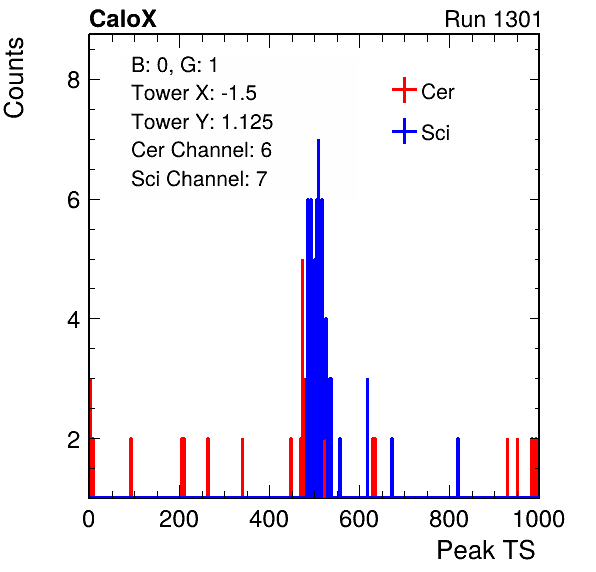 CaloX Run 1301
Counts
B: 0, G: 1
Tower X: -1.5
Tower Y: 1.125
Cer Channel: 6
Sci Channel: 7
Cer
Sci
8
6
4
2
0 200 400 600 800 1000
Peak TS